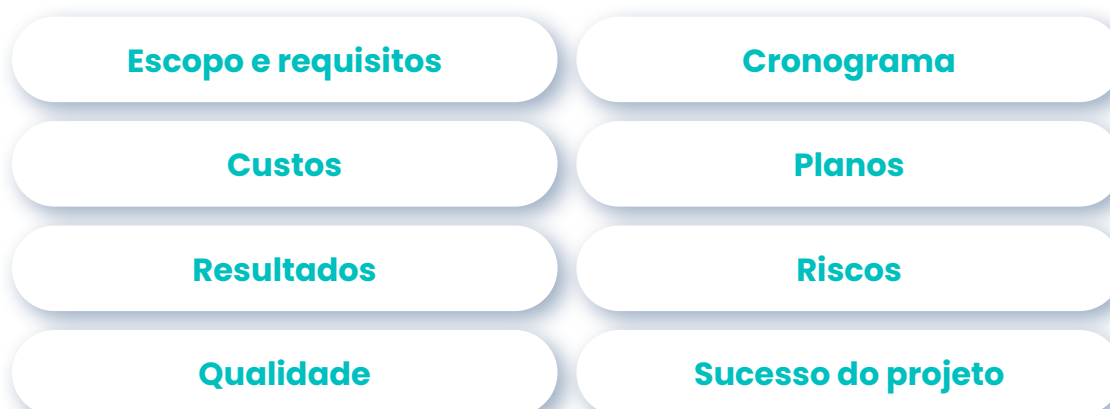 Escopo e requisitos
Cronograma
Custos
Planos
Resultados
Riscos
Qualidade
Sucesso do projeto